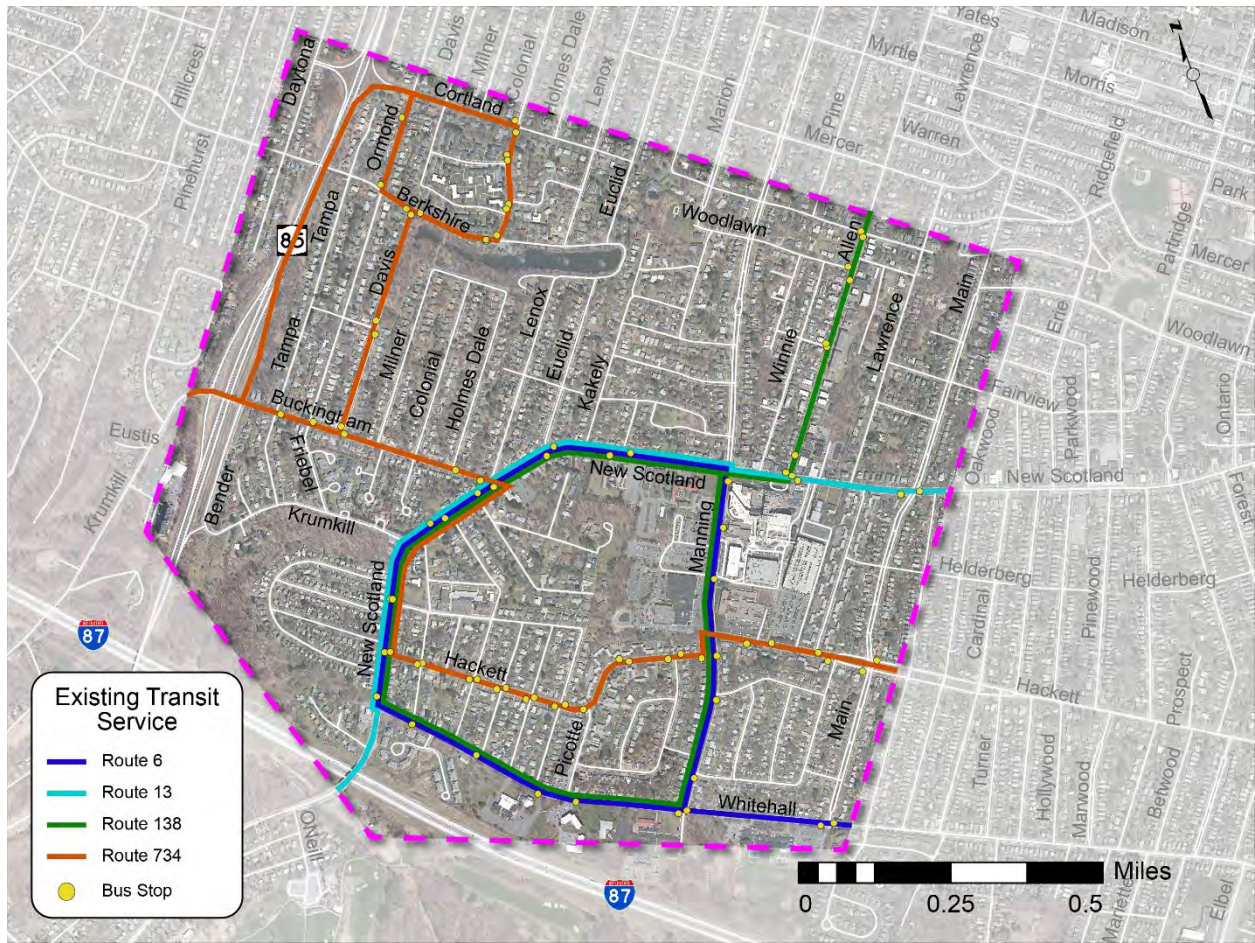 Yates
Madison
Davis
Milner
Colonial
Holmes Dale
Lenox
Marion
Myrtle
Lawrence
Morris
Hillcrest
Daytona
Cortland
Pine
Mercer
Warren
Ridgefield
Park
Pinehurst
Ormond
Euclid
Partridge
Mercer
Berkshire
Woodlawn
Allen
Tampa
85
Davis
Main
Erie
Woodlawn
Lenox
Euclid
Kakely
Winnie
Lawrence
Tampa
Milner
Colonial
Holmes Dale
Fairview
Parkwood
Ontario
Buckingham
Eustis
Friebel
Oakwood
New Scotland
New Scotland
Krumkill
Bender
Krumkill
Manning
Forest
Helderberg
Helderberg
Cardinal
Pinewood
87
New Scotland
Hackett
Hackett
Prospect
Picotte
Main
Turner
Hollywood
Manwood
Betwood
Whitehall
ONeill
87
Marietta
Elbel
Existing Transit
Service
Route 6
Route 13
Route 138
Route 734
Bus Stop
Miles
0 0.25 0.5